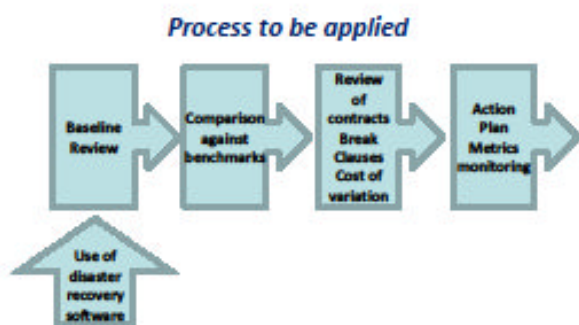 Process to be applied
Baseline
Review
Comparison
against
benchmarks
Review
of
contracts
Break
Clauses
Cost of
variation
Action
Plan
Metrics
monitoring
Use of
disaster
recovery
software